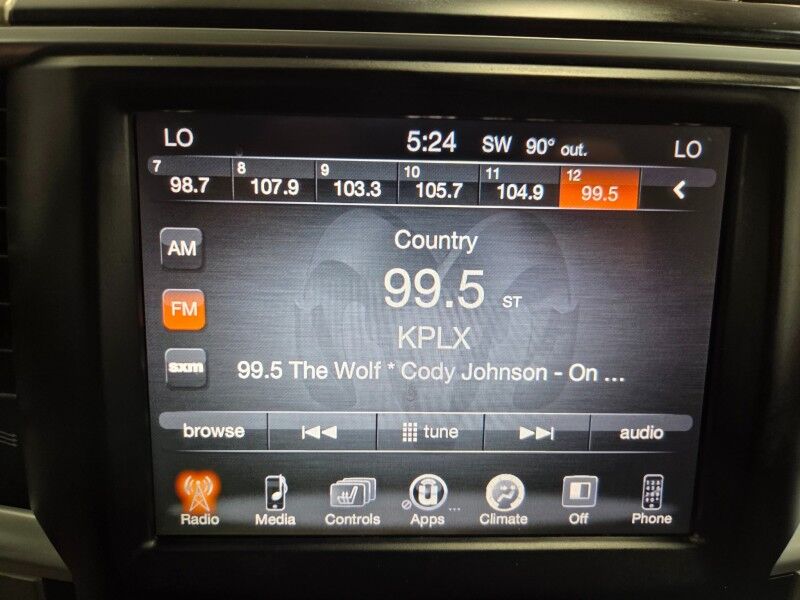 LO 5:24 SW 90° out. LO
7 8 9 10 11 12
98.7 107.9 103.3 105.7 104.9 99.5
Country
AM
99.5 ST
FM
KPLX
sxm
99.5 The Wolf * Cody Johnson - On ...
browse tune audio
Radio Media Controls Apps Climate Off Phone